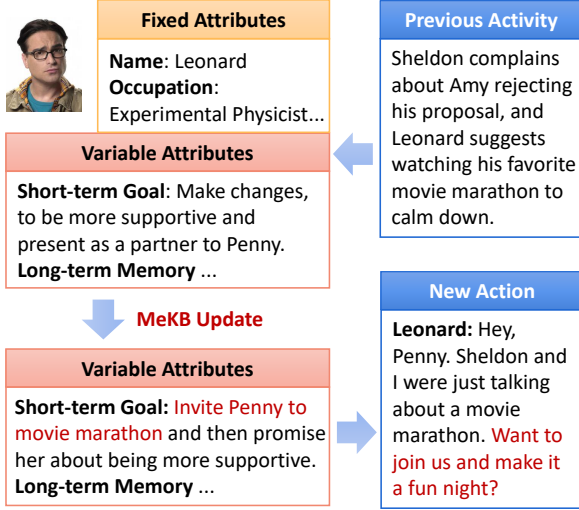 Fixed Attributes
Name: Leonard
Occupation:
Experimental Physicist...
Previous Activity
Sheldon complains
about Amy rejecting
his proposal, and
Leonard suggests
watching his favorite
movie marathon to
calm down.
Variable Attributes
Short-term Goal: Make changes,
to be more supportive and
present as a partner to Penny.
Long-term Memory ...
MeKB Update
Variable Attributes
Short-term Goal: Invite Penny to
movie marathon and then promise
her about being more supportive.
Long-term Memory ...
New Action
Leonard: Hey,
Penny. Sheldon and
I were just talking
about a movie
marathon. Want to
join us and make it
a fun night?